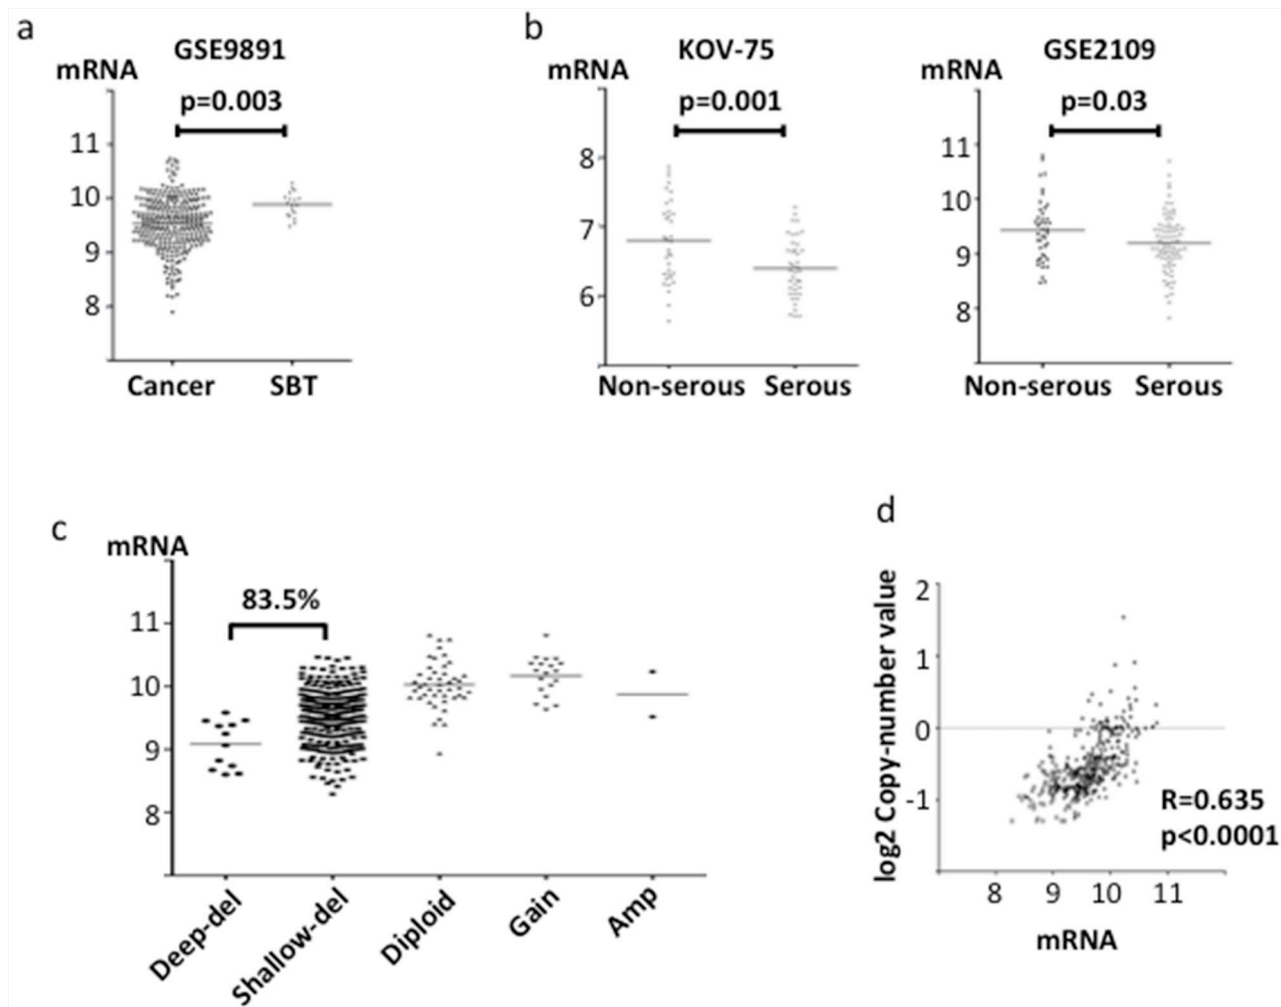 a
GSE9891
mRNA
p=0.003
11
10
9
8
Cancer SBT
b
KOV-75
mRNA
p=0.001
8
7
6
Non-serous Serous
GSE2109
mRNA
p=0.03
11
10
9
8
Non-serous Serous
c
mRNA
83.5%
11
10
9
8
Deep-del
Shallow-del
Diploid
Gain
Amp
d
log2 Copy-number value
2
1
0
-1
R=0.635
p<0.0001
8 9 10 11
mRNA